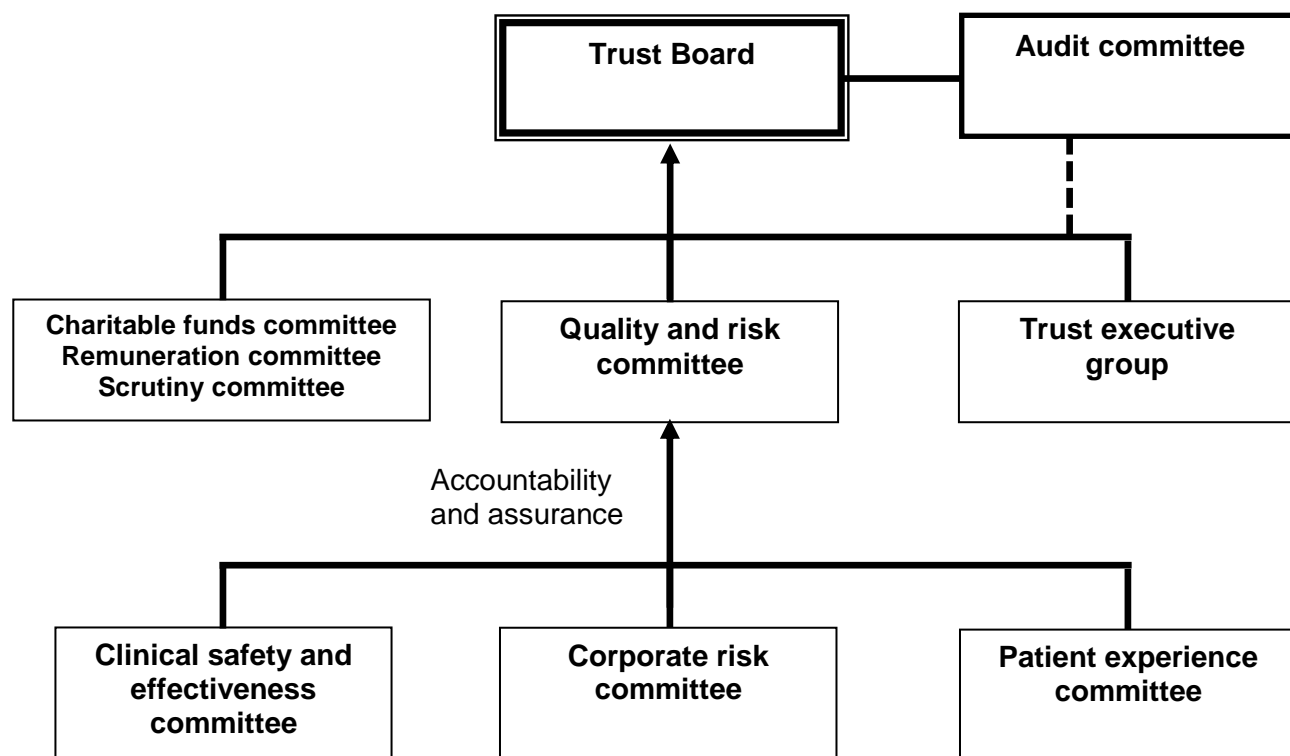 Trust Board
Audit committee
Charitable funds committee
Remuneration committee
Scrutiny committee
Quality and risk
committee
Trust executive
group
Accountability
and assurance
Clinical safety and
effectiveness
committee
Corporate risk
committee
Patient experience
committee